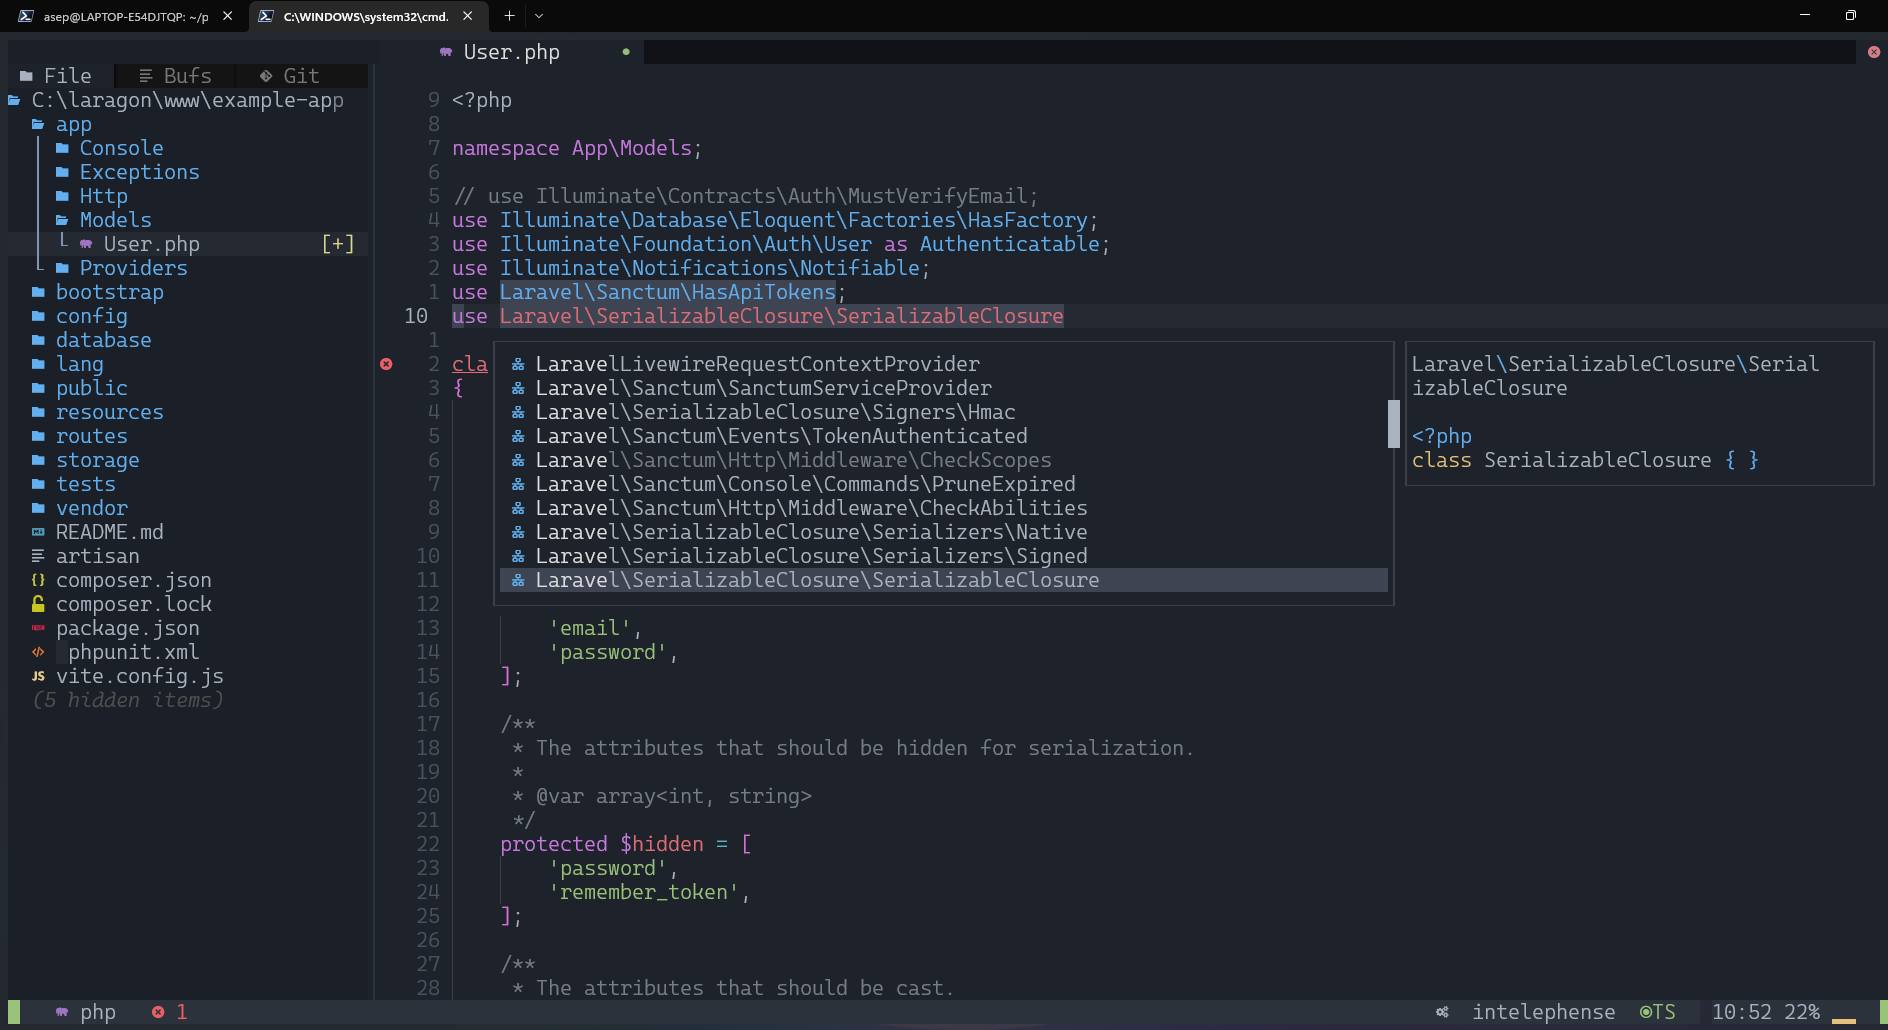 asep@LAPTOP-E54DJTQP: ~/p
C:\WINDOWS\system32\cmd.
User.php
File Bufs Git
C:\laragon\www\example-app
app
Console
Exceptions
Http
Models
User.php [+]
Providers
bootstrap
config
database
lang
public
resources
routes
storage
tests
vendor
README.md
artisan
composer.json
composer.lock
package.json
phpunit.xml
JS vite.config.js
(5 hidden items)
9 <?php
8
7 namespace App\Models;
6
5 // use Illuminate\Contracts\Auth\MustVerifyEmail;
4 use Illuminate\Database\Eloquent\Factories\HasFactory;
3 use Illuminate\Foundation\Auth\User as Authenticatable;
2 use Illuminate\Notifications\Notifiable;
1 use Laravel\Sanctum\HasApiTokens;
10 use Laravel\SerializableClosure\SerializableClosure
1
2 cla
3 {
4
5
6
7
8
9
10
11
12
13 'email',
14 'password',
15 ];
16
17 /**
18 * The attributes that should be hidden for serialization.
19 *
20 * @var array<int, string>
21 */
22 protected $hidden = [
23 'password',
24 'remember_token',
25 ];
26
27 /**
28 * The attributes that should be cast.
LaravelLivewireRequestContextProvider
Laravel\Sanctum\SanctumServiceProvider
Laravel\SerializableClosure\Signers\Hmac
Laravel\Sanctum\Events\TokenAuthenticated
Laravel\Sanctum\Http\Middleware\CheckScopes
Laravel\Sanctum\Console\Commands\PruneExpired
Laravel\Sanctum\Http\Middleware\CheckAbilities
Laravel\SerializableClosure\Serializers\Native
Laravel\SerializableClosure\Serializers\Signed
Laravel\SerializableClosure\SerializableClosure
Laravel\SerializableClosure\Serial
izableClosure
<?php
class SerializableClosure { }
php 1
intelephense TS 10:52 22%